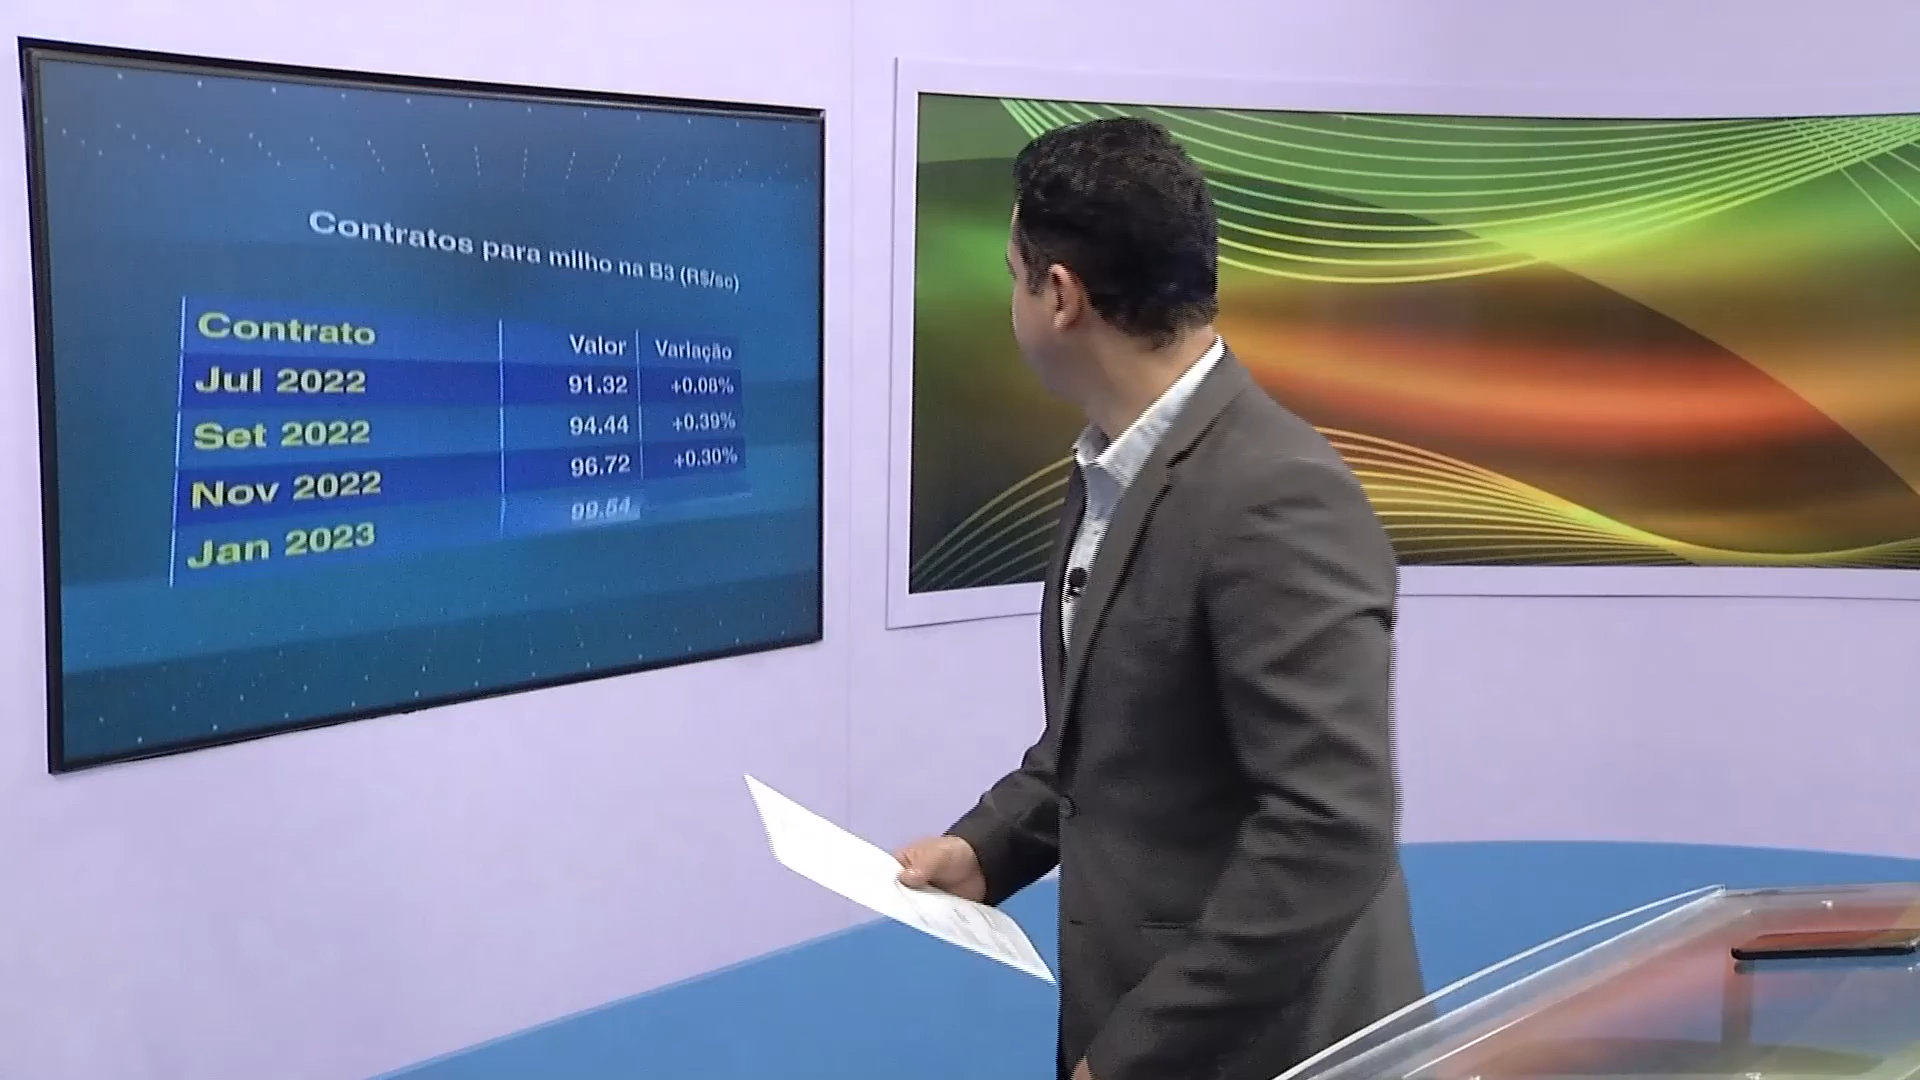 Contratos para milho na B3 (R$/sc)
Contrato Valor Variação
Jul 2022 91.32 +0.08%
Set 2022 94.44 +0.39%
Nov 2022 96.72 +0.30%
Jan 2023 99.54